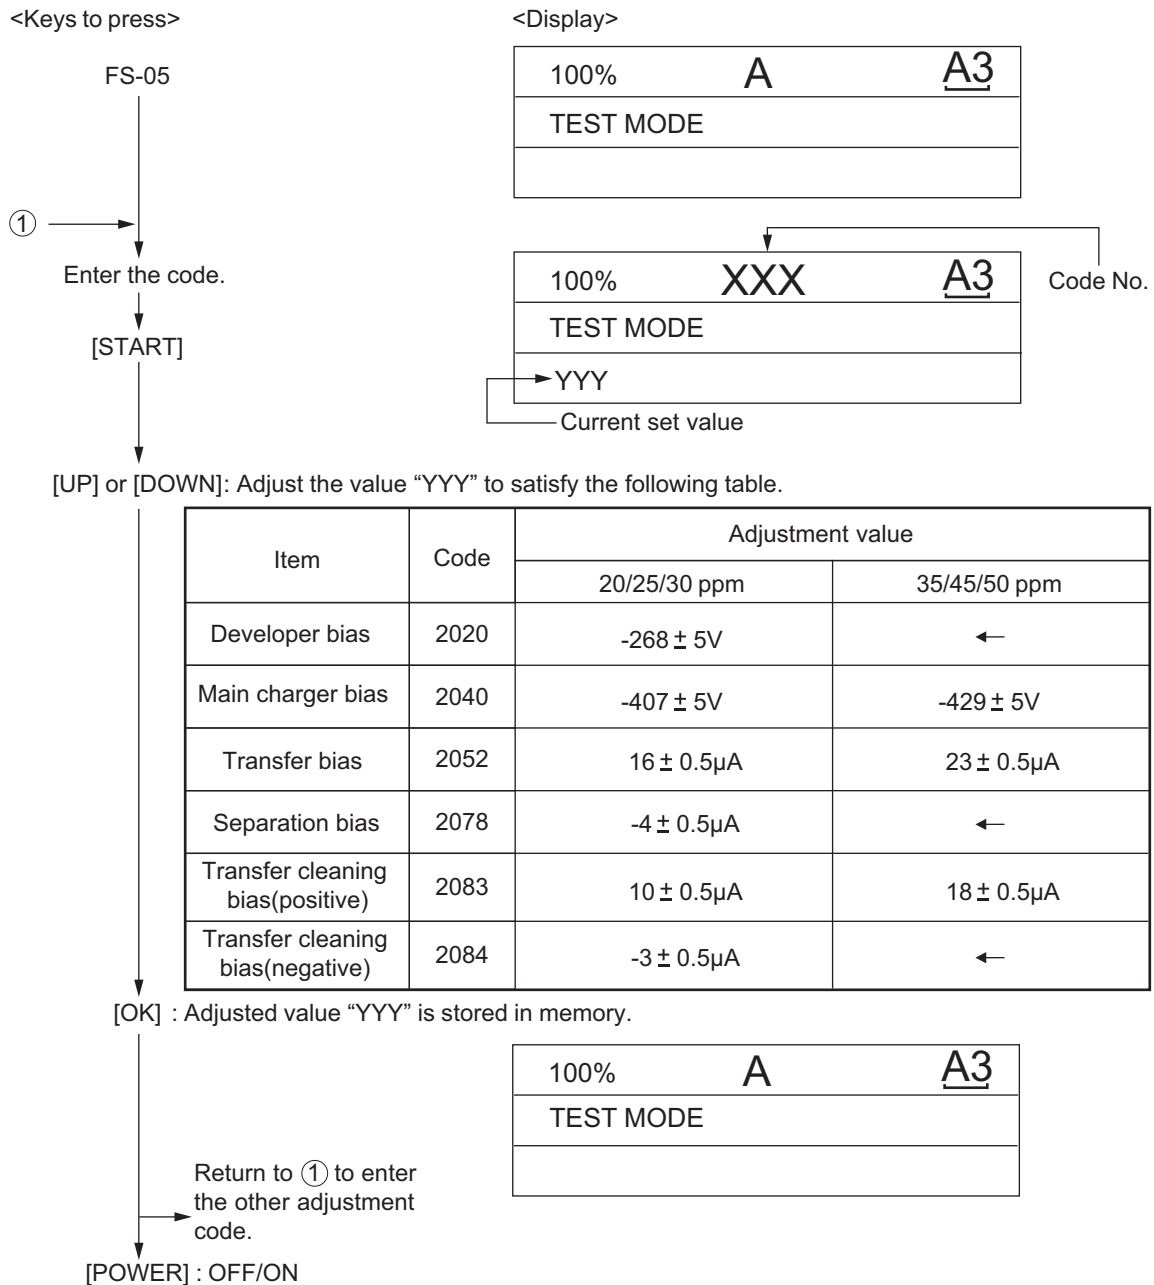 <Keys to press>
<Display>
FS-05
100% A A3
TEST MODE
①
Enter the code.
100% XXX A3
Code No.
TEST MODE
[START]
YYY
Current set value
[UP] or [DOWN]: Adjust the value “YYY” to satisfy the following table.
Item Code Adjustment value
20/25/30 ppm 35/45/50 ppm
Developer bias 2020 -268 ± 5V ←
Main charger bias 2040 -407 ± 5V -429 ± 5V
Transfer bias 2052 16 ± 0.5µA 23 ± 0.5µA
Separation bias 2078 -4 ± 0.5µA ←
Transfer cleaning
bias(positive) 2083 10 ± 0.5µA 18 ± 0.5µA
Transfer cleaning
bias(negative) 2084 -3 ± 0.5µA ←
[OK] : Adjusted value “YYY” is stored in memory.
100% A A3
TEST MODE
Return to ① to enter
the other adjustment
code.
[POWER] : OFF/ON